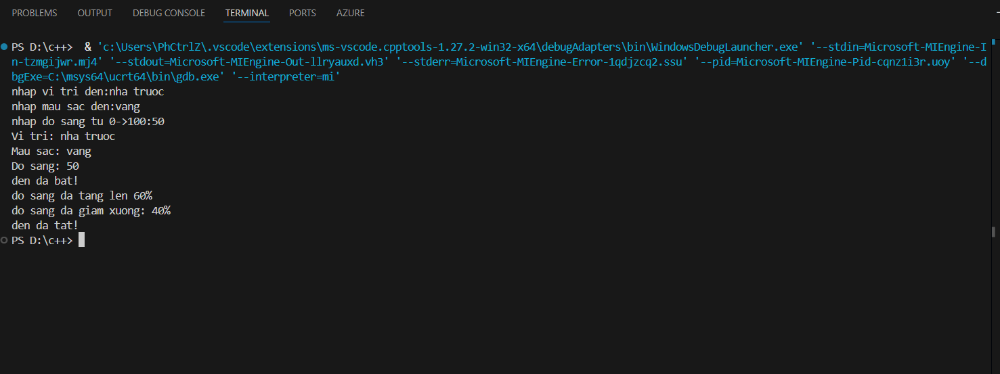 PROBLEMS OUTPUT DEBUG CONSOLE TERMINAL PORTS AZURE
PS D:\c++>  & 'c:\Users\PhCtrlZ\.vscode\extensions\ms-vscode.cpptools-1.27.2-win32-x64\debugAdapters\bin\WindowsDebugLauncher.exe' '--stdin=Microsoft-MIEngine-I
n-tzmgijwr.mj4' '--stdout=Microsoft-MIEngine-Out-llryauxd.vh3' '--stderr=Microsoft-MIEngine-Error-1qdjzcq2.ssu' '--pid=Microsoft-MIEngine-Pid-cqnz1i3r.uoy' '--d
bgExe=C:\msys64\ucrt64\bin\gdb.exe' '--interpreter=mi'
nhap vi tri den:nha truoc
nhap mau sac den:vang
nhap do sang tu 0->100:50
Vi tri: nha truoc
Mau sac: vang
Do sang: 50
den da bat!
do sang da tang len 60%
do sang da giam xuong: 40%
den da tat!
PS D:\c++>